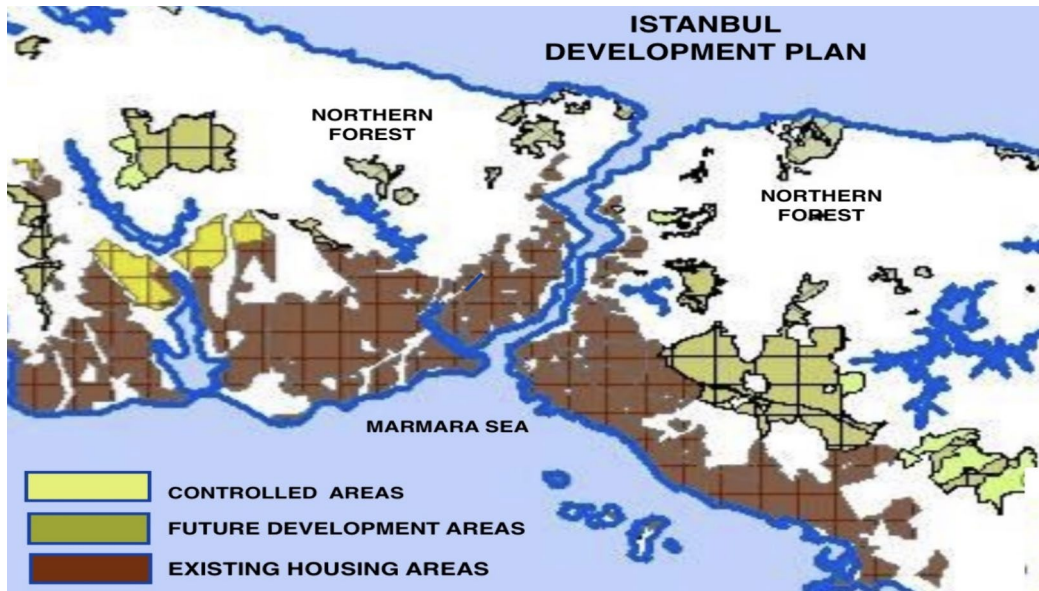 ISTANBUL
DEVELOPMENT PLAN
NORTHERN
FOREST
NORTHERN
FOREST
MARMARA SEA
CONTROLLED AREAS
FUTURE DEVELOPMENT AREAS
EXISTING HOUSING AREAS